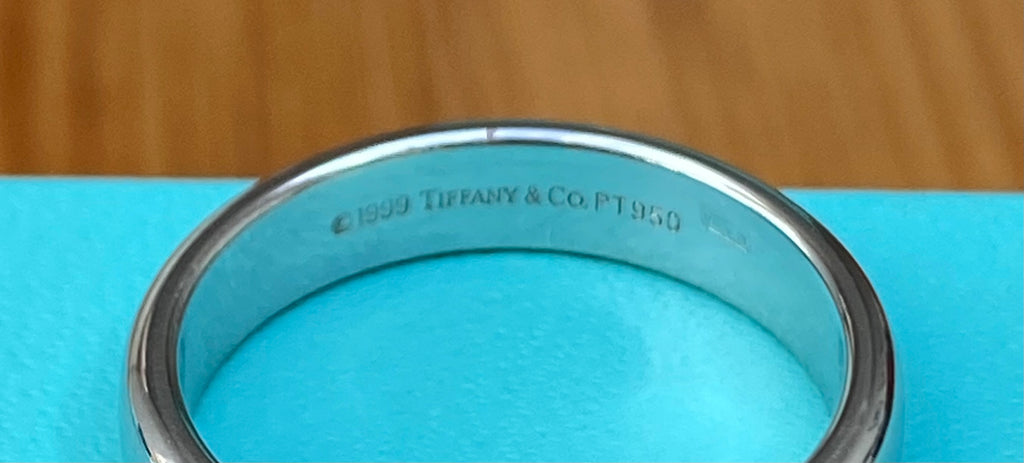 ©1999 TIFFANY & CO. PT950